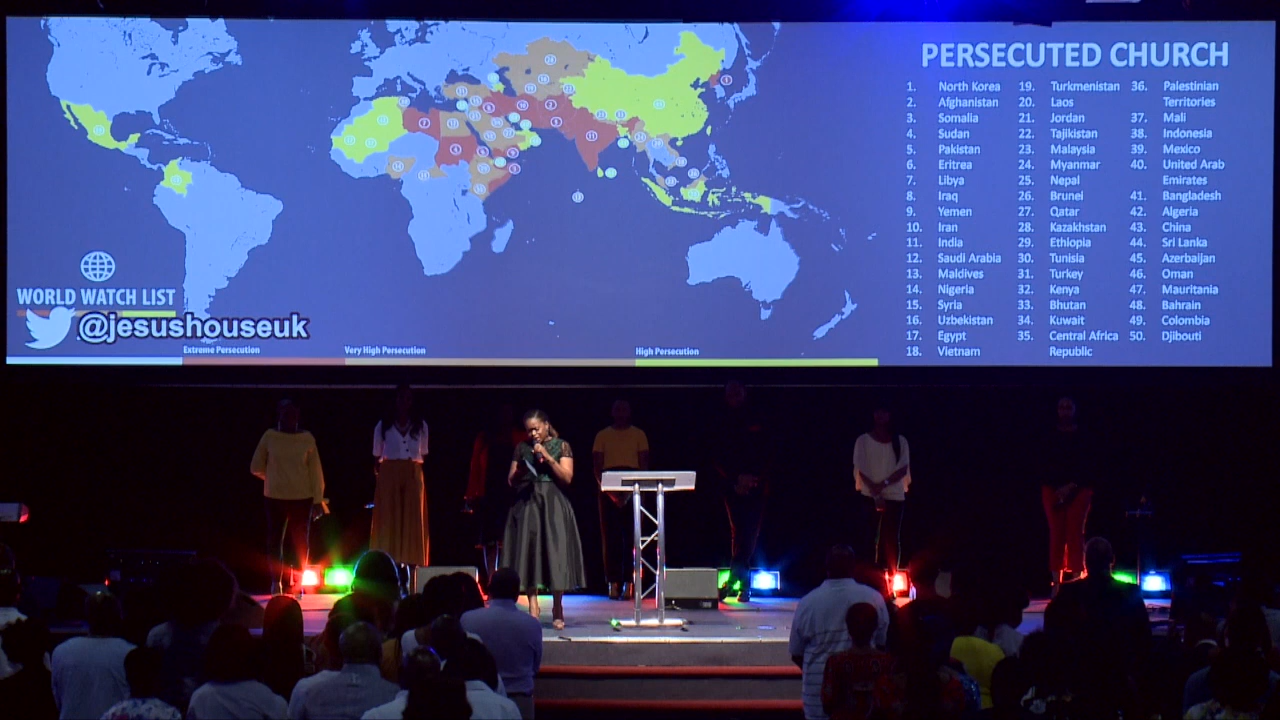 PERSECUTED CHURCH
1. North Korea
2. Afghanistan
3. Somalia
4. Sudan
5. Pakistan
6. Eritrea
7. Libya
8. Iraq
9. Yemen
10. Iran
11. India
12. Saudi Arabia
13. Maldives
14. Nigeria
15. Syria
16. Uzbekistan
17. Egypt
18. Vietnam
19. Turkmenistan
20. Laos
21. Jordan
22. Tajikistan
23. Malaysia
24. Myanmar
25. Nepal
26. Brunei
27. Qatar
28. Kazakhstan
29. Ethiopia
30. Tunisia
31. Turkey
32. Kenya
33. Bhutan
34. Kuwait
35. Central Africa
Republic
36. Palestinian
Territories
37. Mali
38. Indonesia
39. Mexico
40. United Arab
Emirates
41. Bangladesh
42. Algeria
43. China
44. Sri Lanka
45. Azerbaijan
46. Oman
47. Mauritania
48. Bahrain
49. Colombia
50. Djibouti
WORLD WATCH LIST
@jesushouseuk
Extreme Persecution
Very High Persecution
High Persecution